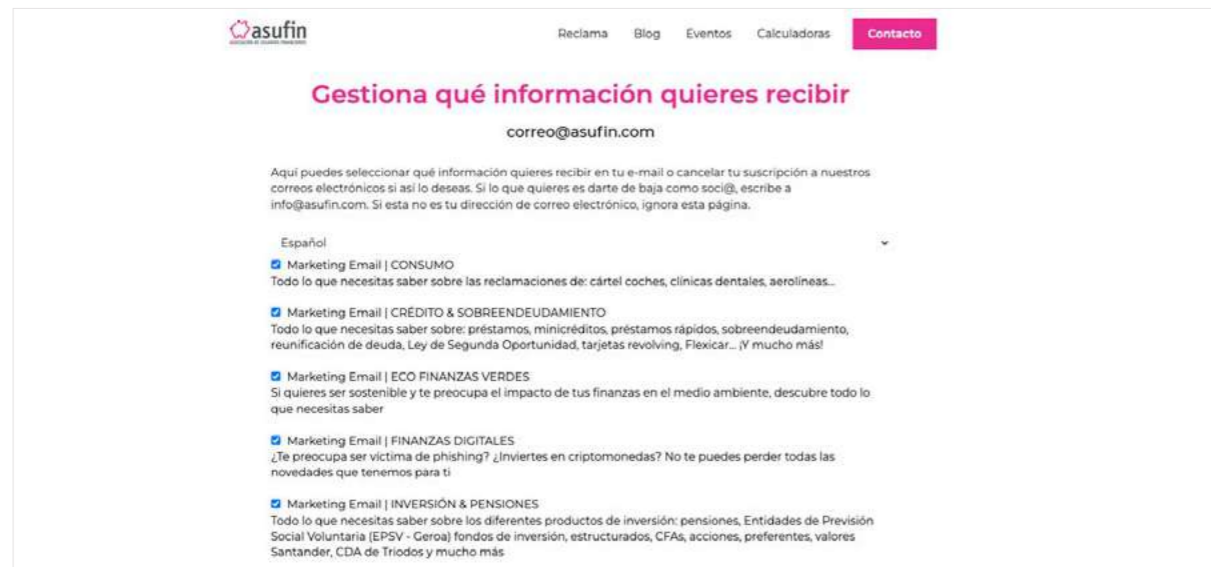 asufin
ASOCIACIÓN DE USUARIOS FINANCIEROS
Reclama
Blog
Eventos
Calculadoras
Contacto
Gestiona qué información quieres recibir
correo@asufin.com
Aquí puedes seleccionar qué información quieres recibir en tu e-mail o cancelar tu suscripción a nuestros
correos electrónicos si así lo deseas. Si lo que quieres es darte de baja como soci@, escribe a
info@asufin.com. Si esta no es tu dirección de correo electrónico, ignora esta página.
Español
Marketing Email | CONSUMO
Todo lo que necesitas saber sobre las reclamaciones de: cártel coches, clínicas dentales, aerolíneas...
Marketing Email | CRÉDITO & SOBREENDEUDAMIENTO
Todo lo que necesitas saber sobre: préstamos, minicréditos, préstamos rápidos, sobreendeudamiento,
reunificación de deuda, Ley de Segunda Oportunidad, tarjetas revolving, Flexicar... ¡Y mucho más!
Marketing Email | ECO FINANZAS VERDES
Si quieres ser sostenible y te preocupa el impacto de tus finanzas en el medio ambiente, descubre todo lo
que necesitas saber
Marketing Email | FINANZAS DIGITALES
¿Te preocupa ser víctima de phishing? ¿Inviertes en criptomonedas? No te puedes perder todas las
novedades que tenemos para ti
Marketing Email | INVERSIÓN & PENSIONES
Todo lo que necesitas saber sobre los diferentes productos de inversión: pensiones, Entidades de Previsión
Social Voluntaria (EPSV - Geroa) fondos de inversión, estructurados, CFAs, acciones, preferentes, valores
Santander, CDA de Triodos y mucho más